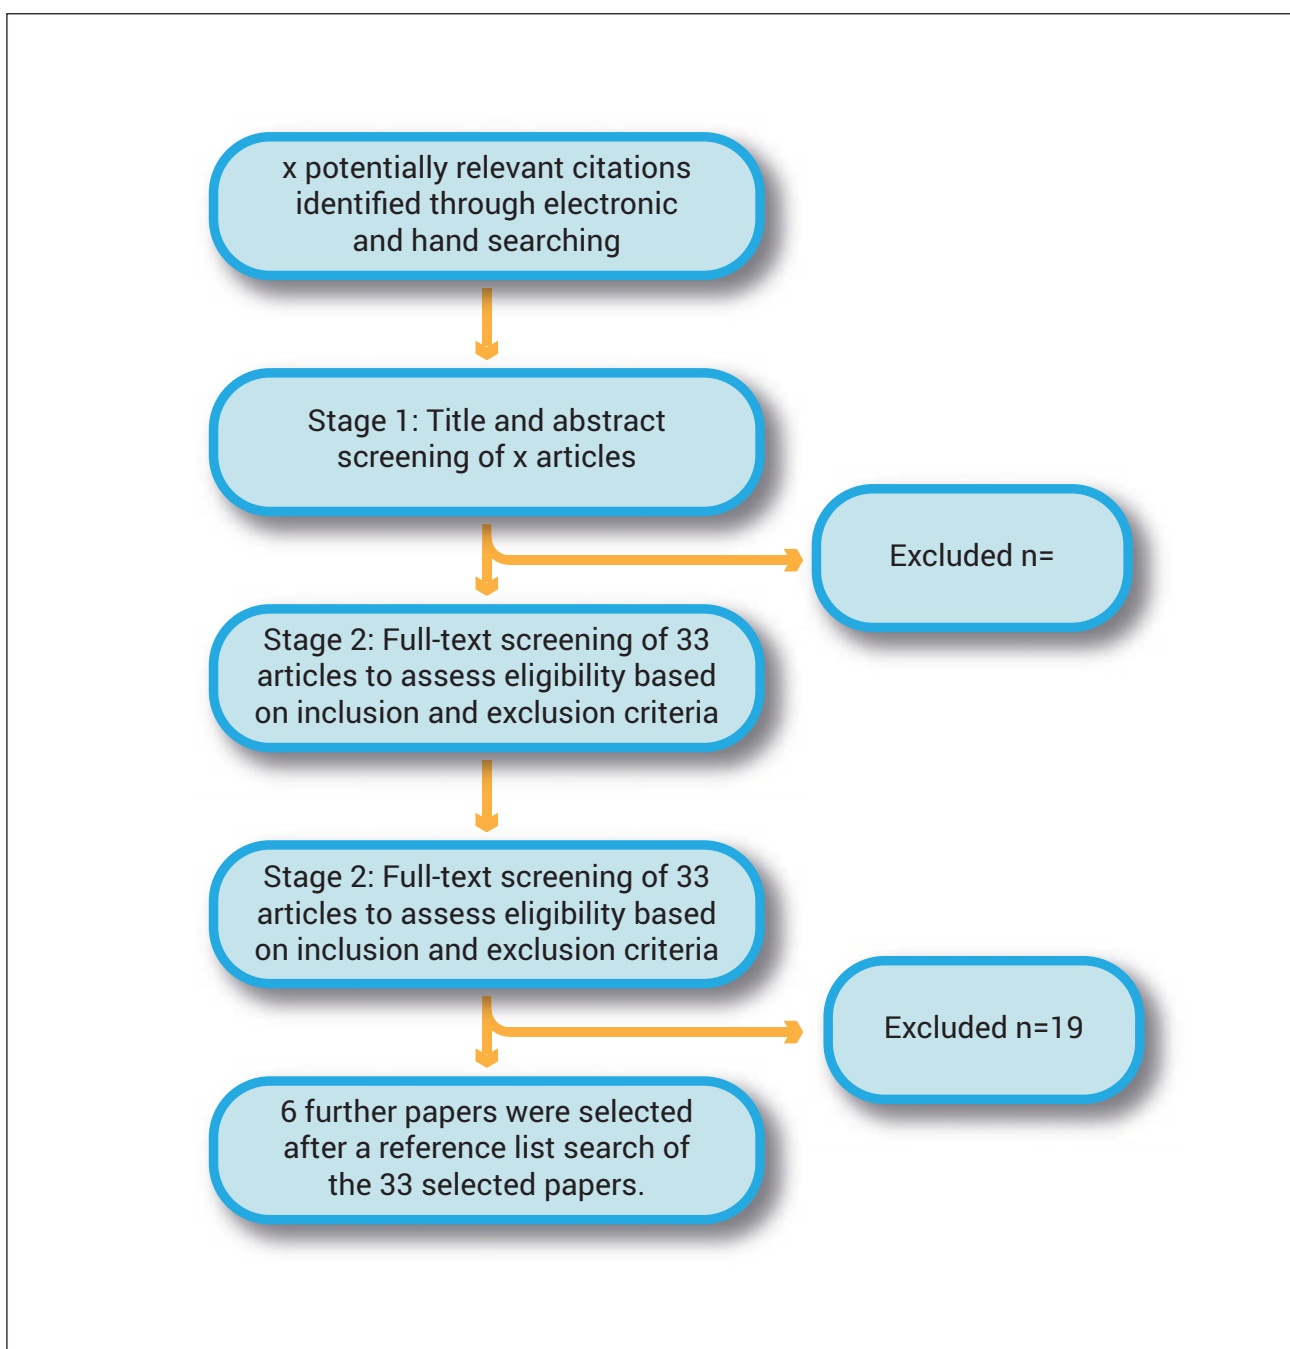 x potentially relevant citations
identified through electronic
and hand searching
Stage 1: Title and abstract
screening of x articles
Excluded n=
Stage 2: Full-text screening of 33
articles to assess eligibility based
on inclusion and exclusion criteria
Stage 2: Full-text screening of 33
articles to assess eligibility based
on inclusion and exclusion criteria
Excluded n=19
6 further papers were selected
after a reference list search of
the 33 selected papers.